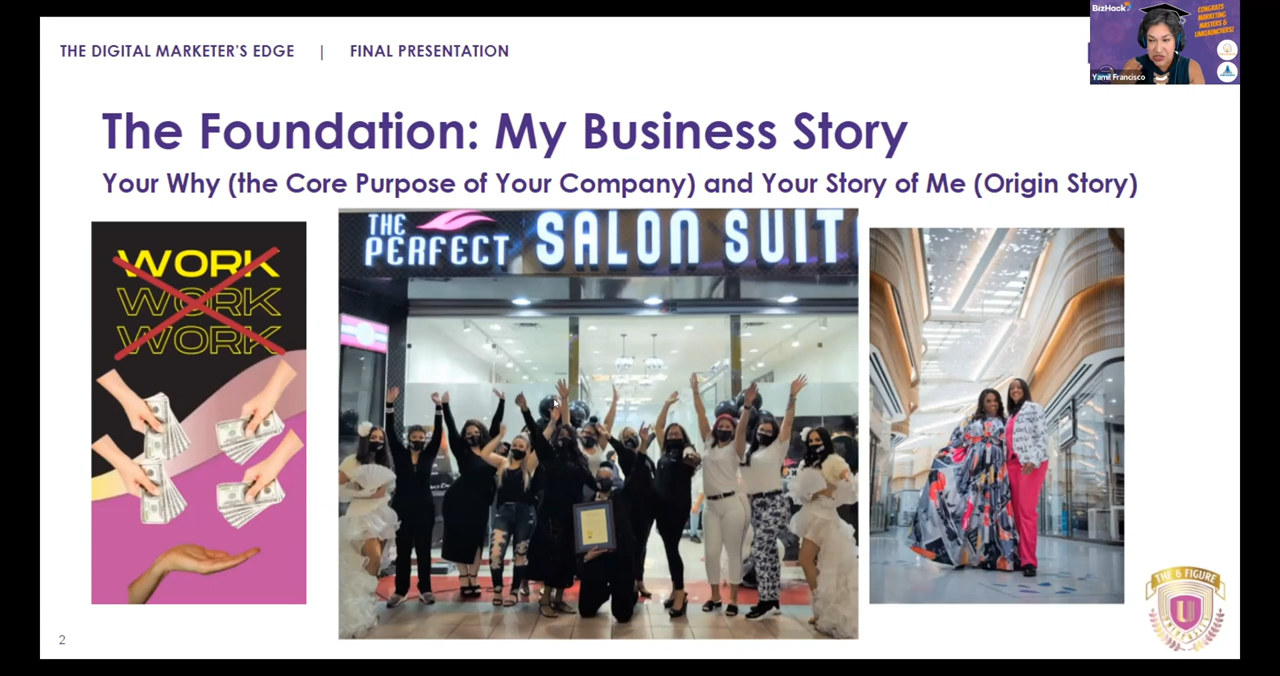 THE DIGITAL MARKETER'S EDGE | FINAL PRESENTATION
BizHack
CONGRATS
MARKETING
MASTERS &
LINKLAUNCHERS!
Yamil Francisco
The Foundation: My Business Story
Your Why (the Core Purpose of Your Company) and Your Story of Me (Origin Story)
WORK
WORK
WORK
THE
PERFECT
SALON SUIT
THE 6 FIGURE
U
UNIVERSITY
2